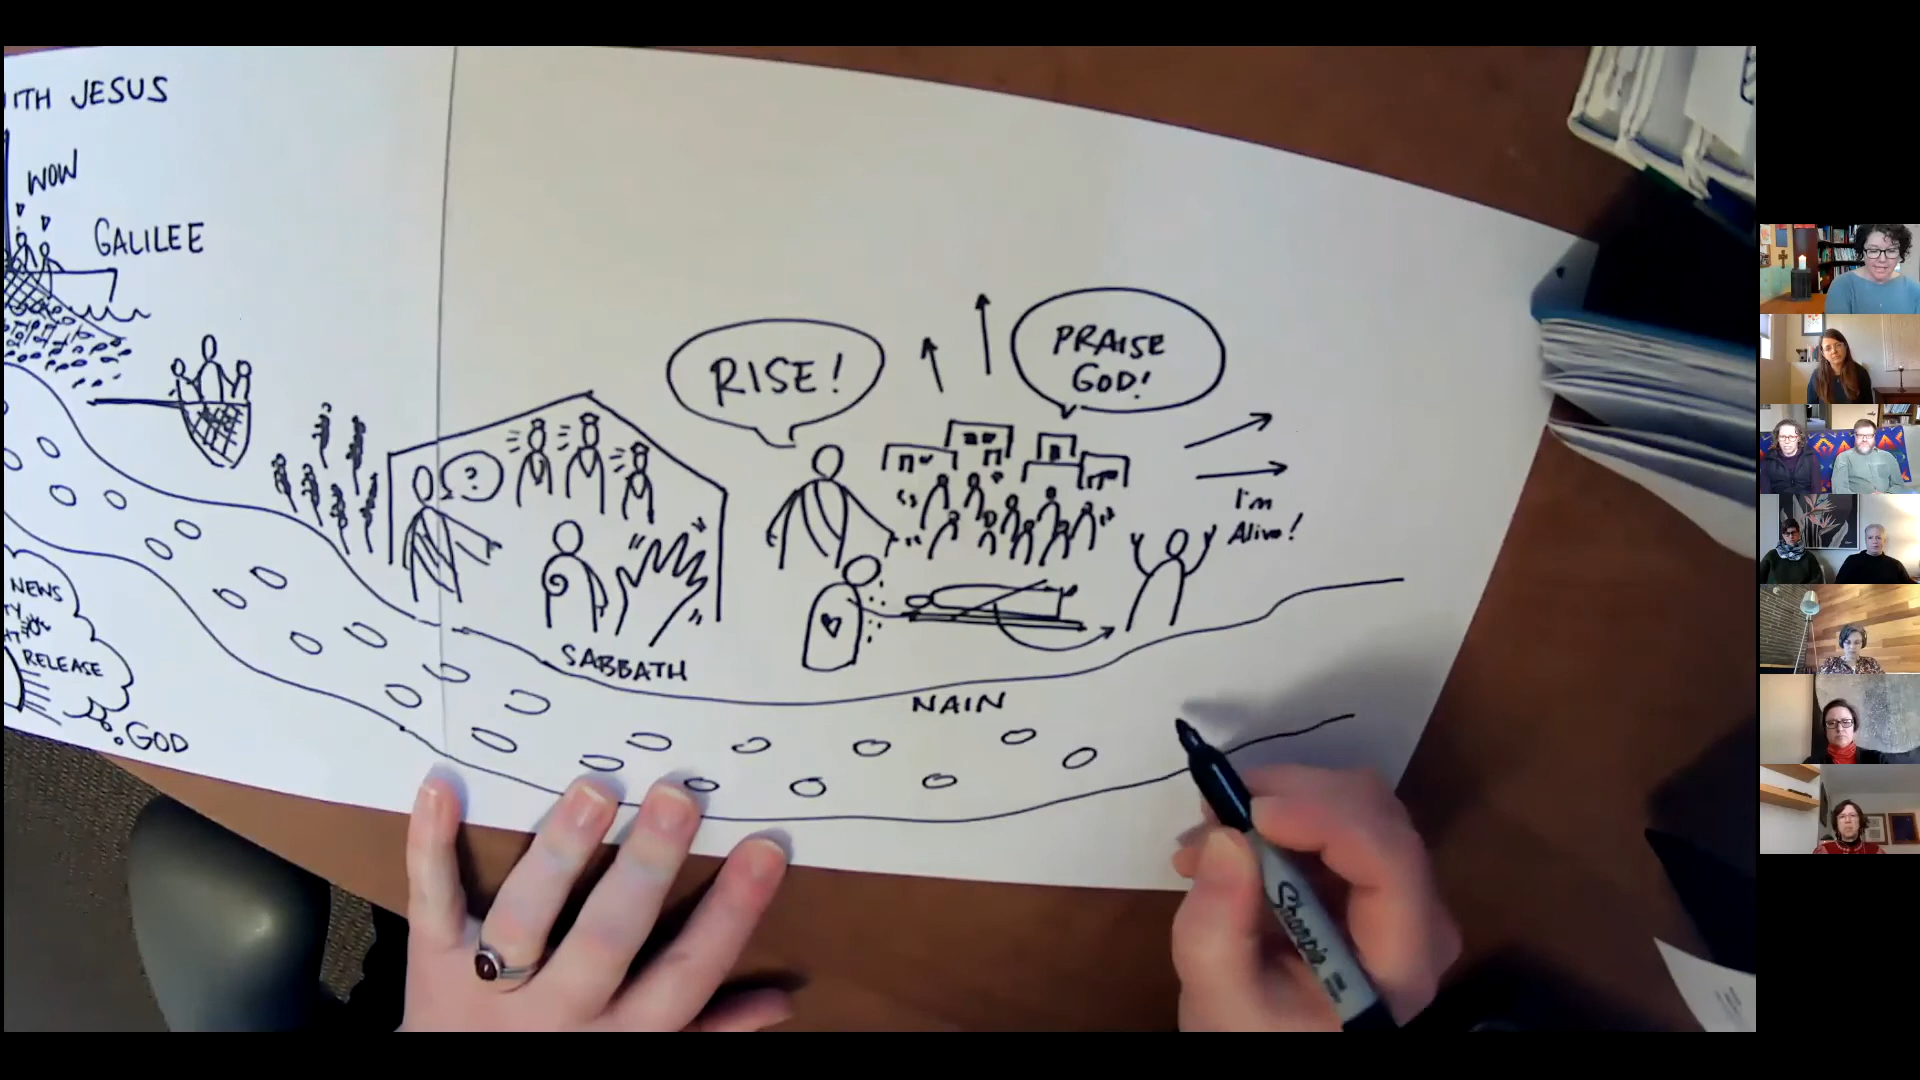 ITH JESUS
WOW
GALILEE
NEWS
RELEASE
GOD
?
SABBATH
RISE!
PRAISE
GOD!
I'm
Alive!
NAIN
Sharpie